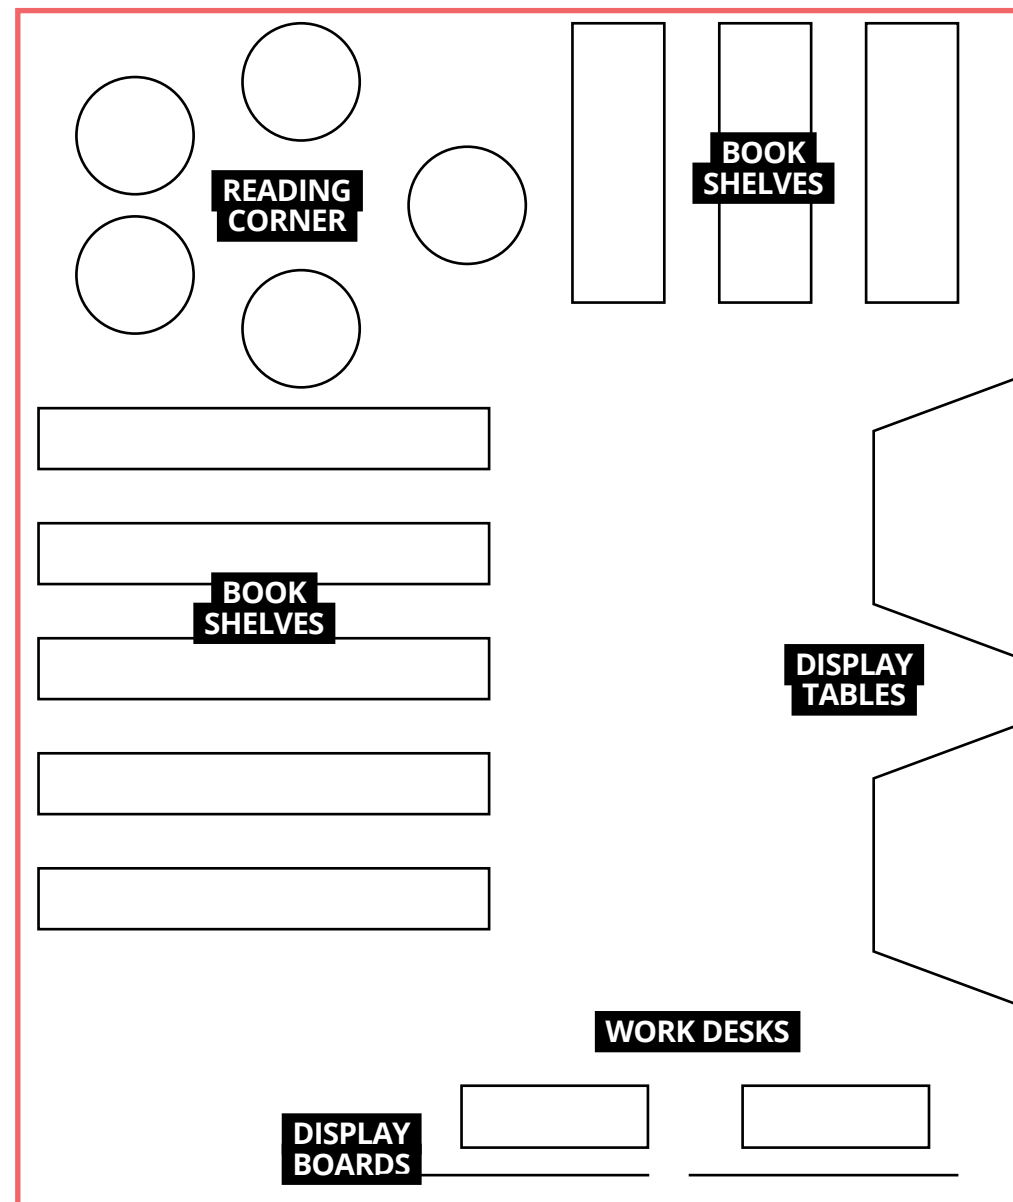 READING
CORNER
BOOK
SHELVES
BOOK
SHELVES
DISPLAY
TABLES
WORK DESKS
DISPLAY
BOARDS